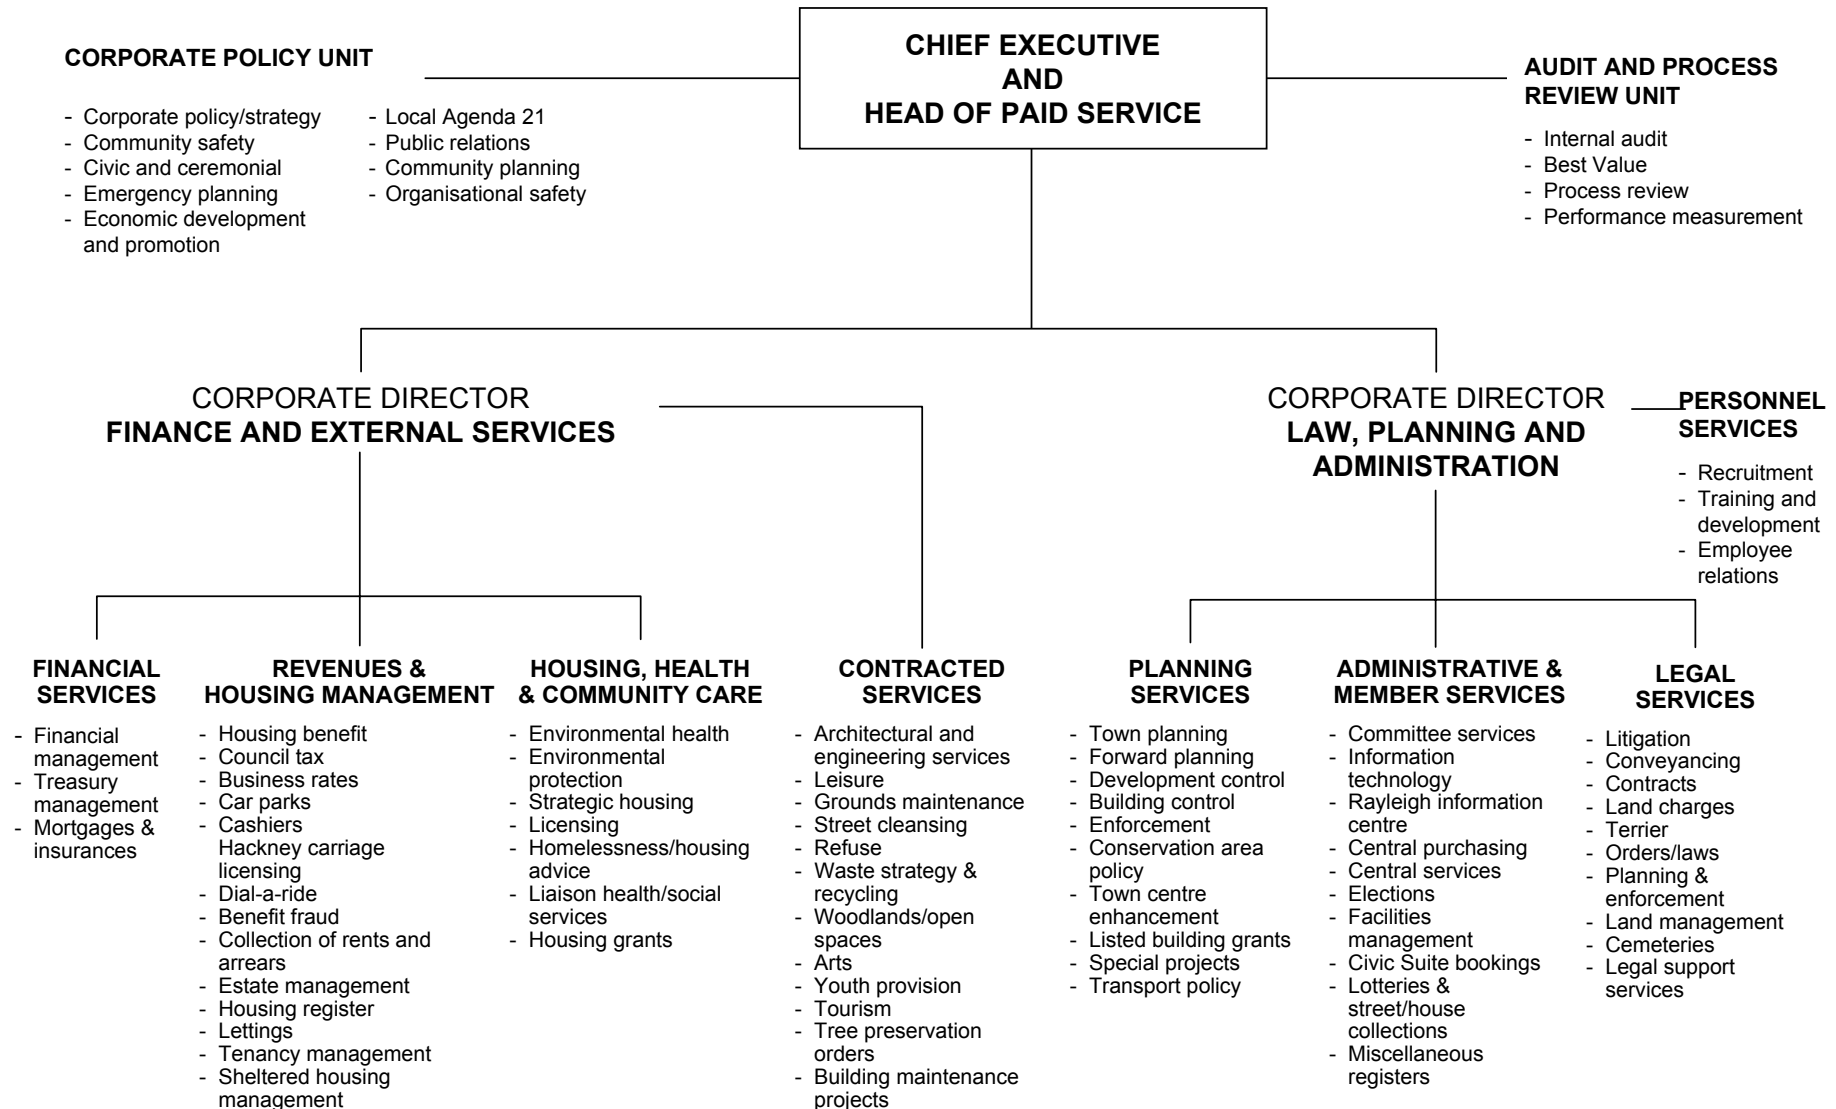 CHIEF EXECUTIVE
AND
HEAD OF PAID SERVICE
CORPORATE POLICY UNIT
- Corporate policy/strategy
- Community safety
- Civic and ceremonial
- Emergency planning
- Economic development
and promotion
- Local Agenda 21
- Public relations
- Community planning
- Organisational safety
AUDIT AND PROCESS
REVIEW UNIT
- Internal audit
- Best Value
- Process review
- Performance measurement
CORPORATE DIRECTOR
FINANCE AND EXTERNAL SERVICES
CORPORATE DIRECTOR
LAW, PLANNING AND
ADMINISTRATION
PERSONNEL
SERVICES
- Recruitment
- Training and
development
- Employee
relations
FINANCIAL
SERVICES
- Financial
management
- Treasury
management
- Mortgages &
insurances
REVENUES &
HOUSING MANAGEMENT
- Housing benefit
- Council tax
- Business rates
- Car parks
- Cashiers
Hackney carriage
licensing
- Dial-a-ride
- Benefit fraud
- Collection of rents and
arrears
- Estate management
- Housing register
- Lettings
- Tenancy management
- Sheltered housing
management
HOUSING, HEALTH
& COMMUNITY CARE
- Environmental health
- Environmental
protection
- Strategic housing
- Licensing
- Homelessness/housing
advice
- Liaison health/social
services
- Housing grants
CONTRACTED
SERVICES
- Architectural and
engineering services
- Leisure
- Grounds maintenance
- Street cleansing
- Refuse
- Waste strategy &
recycling
- Woodlands/open
spaces
- Arts
- Youth provision
- Tourism
- Tree preservation
orders
- Building maintenance
projects
PLANNING
SERVICES
- Town planning
- Forward planning
- Development control
- Building control
- Enforcement
- Conservation area
policy
- Town centre
enhancement
- Listed building grants
- Special projects
- Transport policy
ADMINISTRATIVE &
MEMBER SERVICES
- Committee services
- Information
technology
- Rayleigh information
centre
- Central purchasing
- Central services
- Elections
- Facilities
management
- Civic Suite bookings
- Lotteries &
street/house
collections
- Miscellaneous
registers
LEGAL
SERVICES
- Litigation
- Conveyancing
- Contracts
- Land charges
- Terrier
- Orders/laws
- Planning &
enforcement
- Land management
- Cemeteries
- Legal support
services